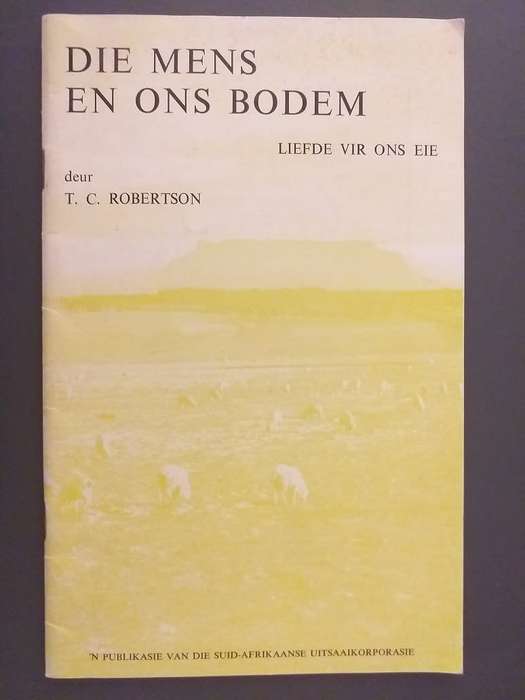 DIE MENS
EN ONS BODEM
LIEFDE VIR ONS EIE
deur
T. C. ROBERTSON
'N PUBLIKASIE VAN DIE SUID-AFRIKAANSE UITSAAIKORPORASIE